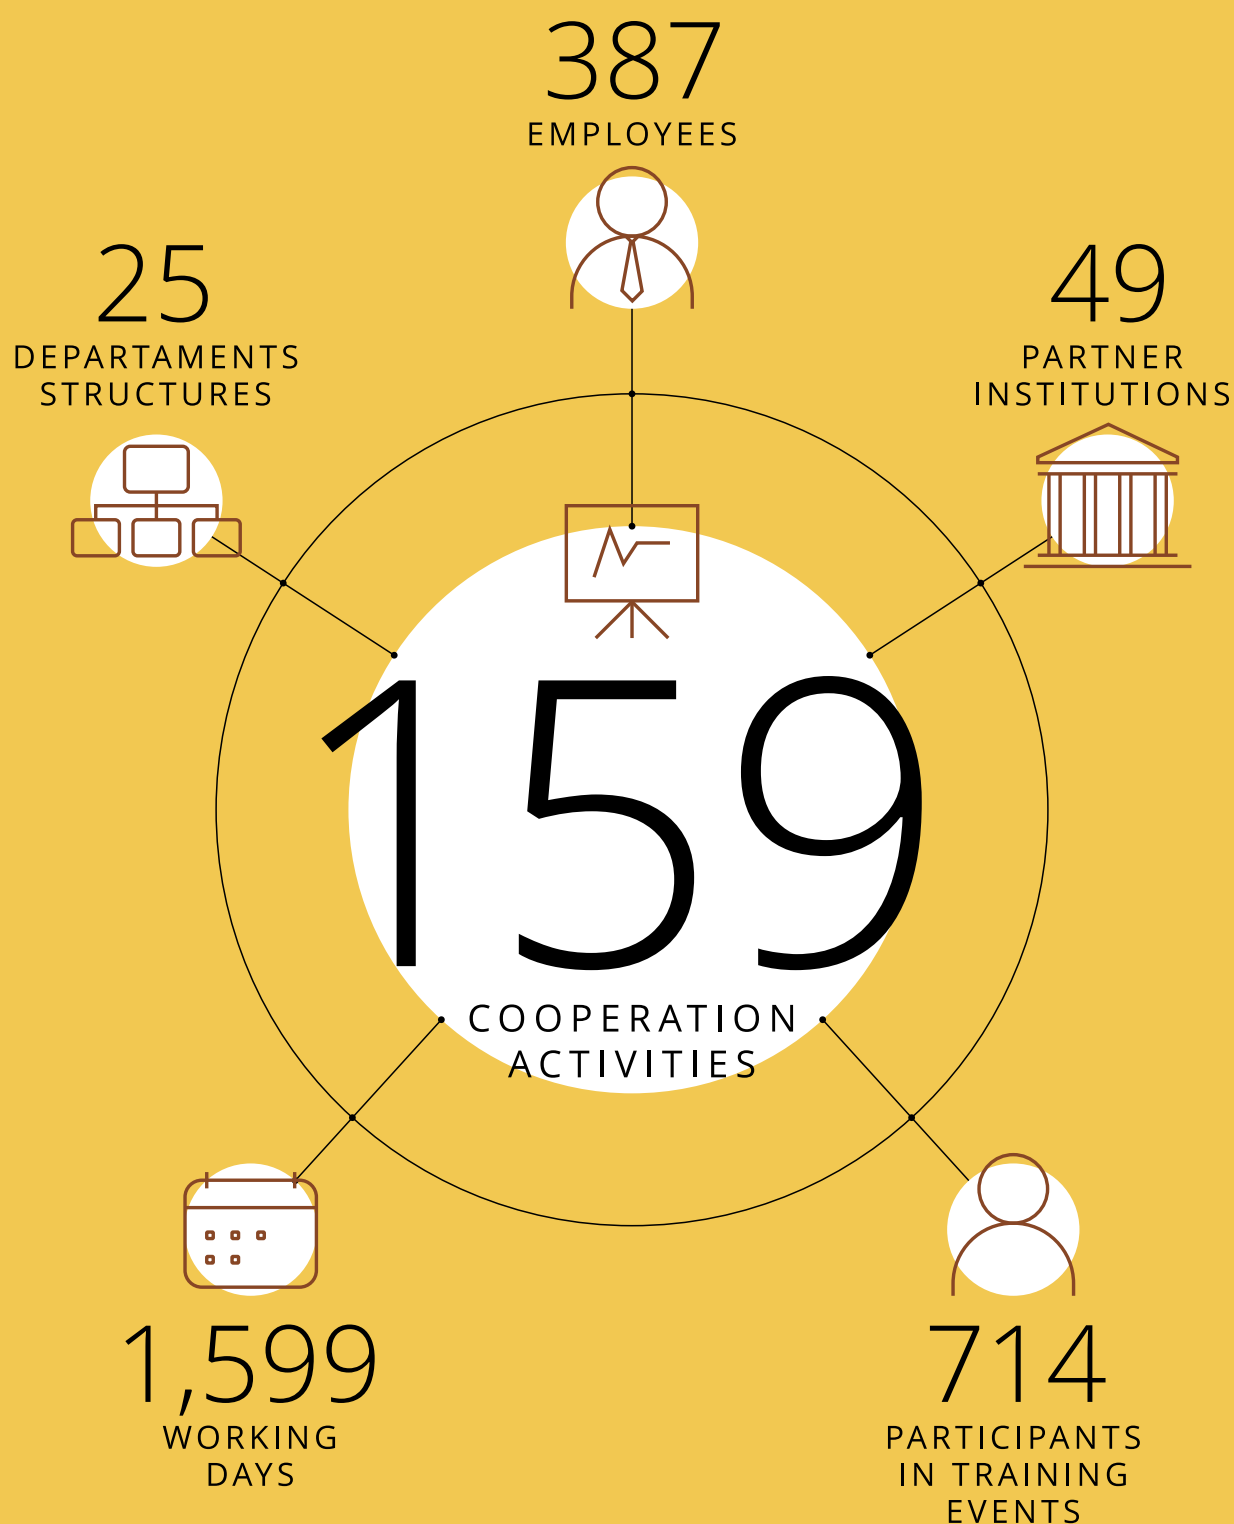 387
EMPLOYEES
25
DEPARTAMENTS
STRUCTURES
49
PARTNER
INSTITUTIONS
159
COOPERATION
ACTIVITIES
1,599
WORKING
DAYS
714
PARTICIPANTS
IN TRAINING
EVENTS